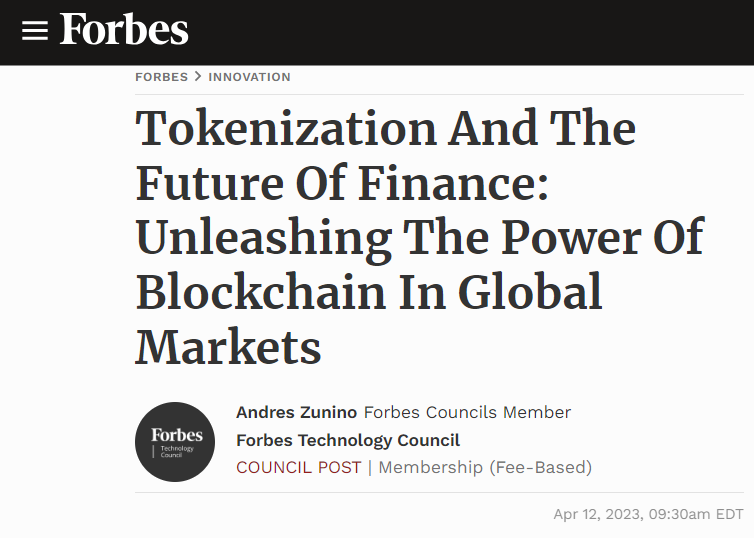 Forbes
FORBES > INNOVATION
Tokenization And The
Future Of Finance:
Unleashing The Power Of
Blockchain In Global
Markets
Forbes
Technology
Council
Andres Zunino Forbes Councils Member
Forbes Technology Council
COUNCIL POST | Membership (Fee-Based)
Apr 12, 2023, 09:30am EDT